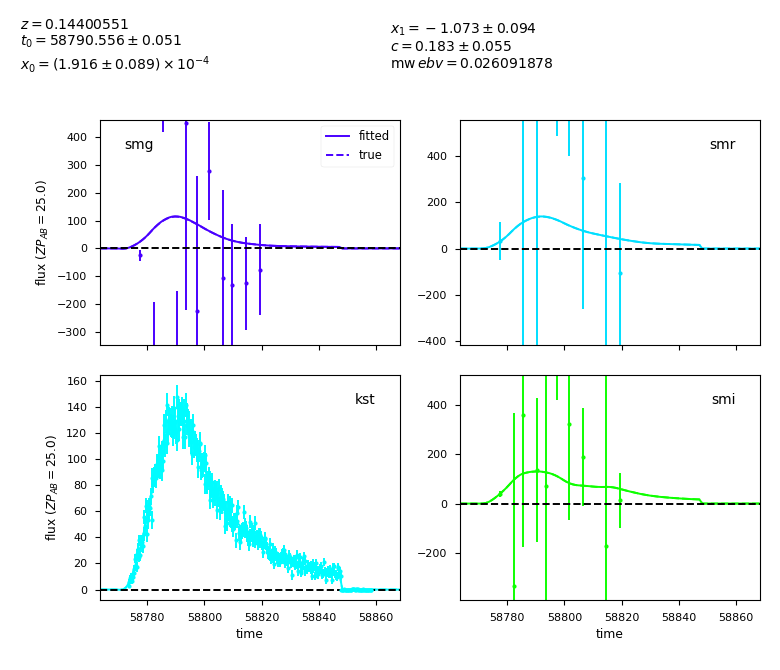 z = 0.14400551
t0 = 58790.556 ± 0.051
x0 = (1.916 ± 0.089) × 10^−4
x1 = −1.073 ± 0.094
c = 0.183 ± 0.055
mw ebv = 0.026091878
smg
fitted
true
400
300
200
100
0
−100
−200
−300
flux (ZP_AB = 25.0)
smr
400
200
0
−200
−400
kst
160
140
120
100
80
60
40
20
0
flux (ZP_AB = 25.0)
58780 58800 58820 58840 58860
time
smi
400
200
0
−200
58780 58800 58820 58840 58860
time